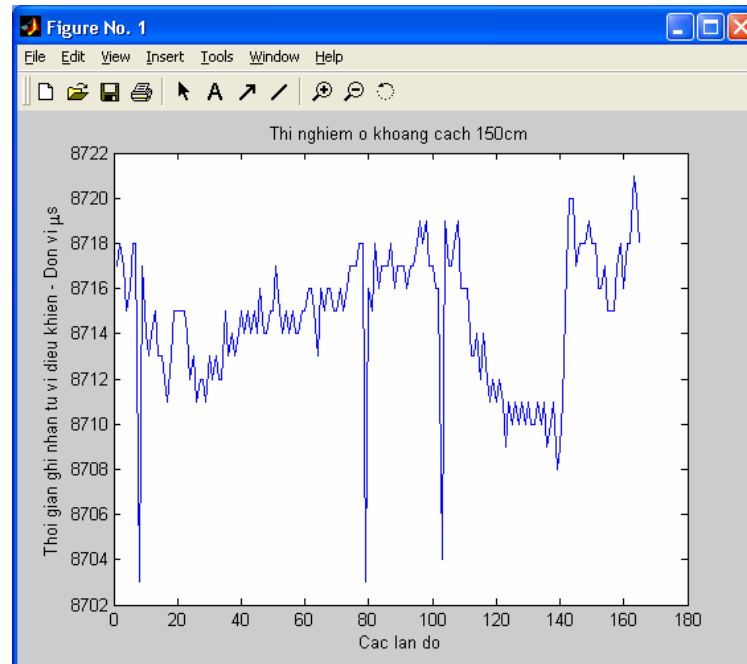 Figure No. 1
File Edit View Insert Tools Window Help
Thi nghiem o khoang cach 150cm
Thoi gian ghi nhan tu vi dieu khien - Don vi μs
8722
8720
8718
8716
8714
8712
8710
8708
8706
8704
8702
0 20 40 60 80 100 120 140 160 180
Cac lan do